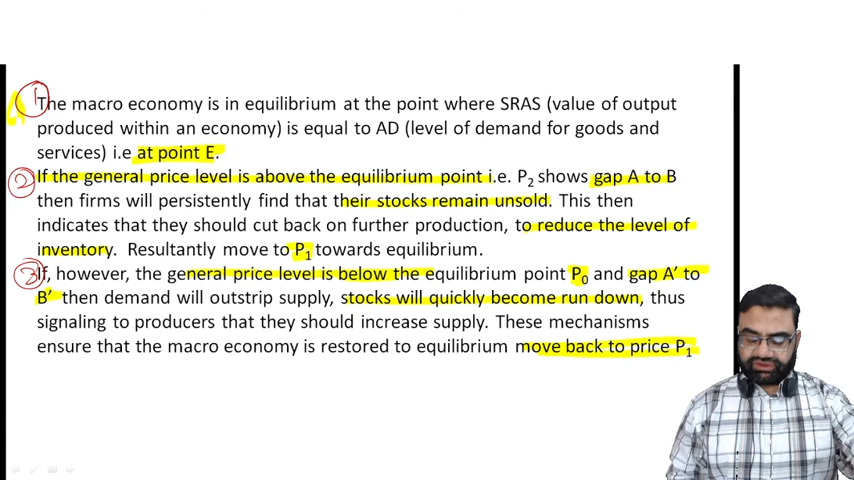 ① The macro economy is in equilibrium at the point where SRAS (value of output
produced within an economy) is equal to AD (level of demand for goods and
services) i.e at point E.
② If the general price level is above the equilibrium point i.e. P₂ shows gap A to B
then firms will persistently find that their stocks remain unsold. This then
indicates that they should cut back on further production, to reduce the level of
inventory. Resultantly move to P₁ towards equilibrium.
③ If, however, the general price level is below the equilibrium point P₀ and gap A’ to
B’ then demand will outstrip supply, stocks will quickly become run down, thus
signaling to producers that they should increase supply. These mechanisms
ensure that the macro economy is restored to equilibrium move back to price P₁